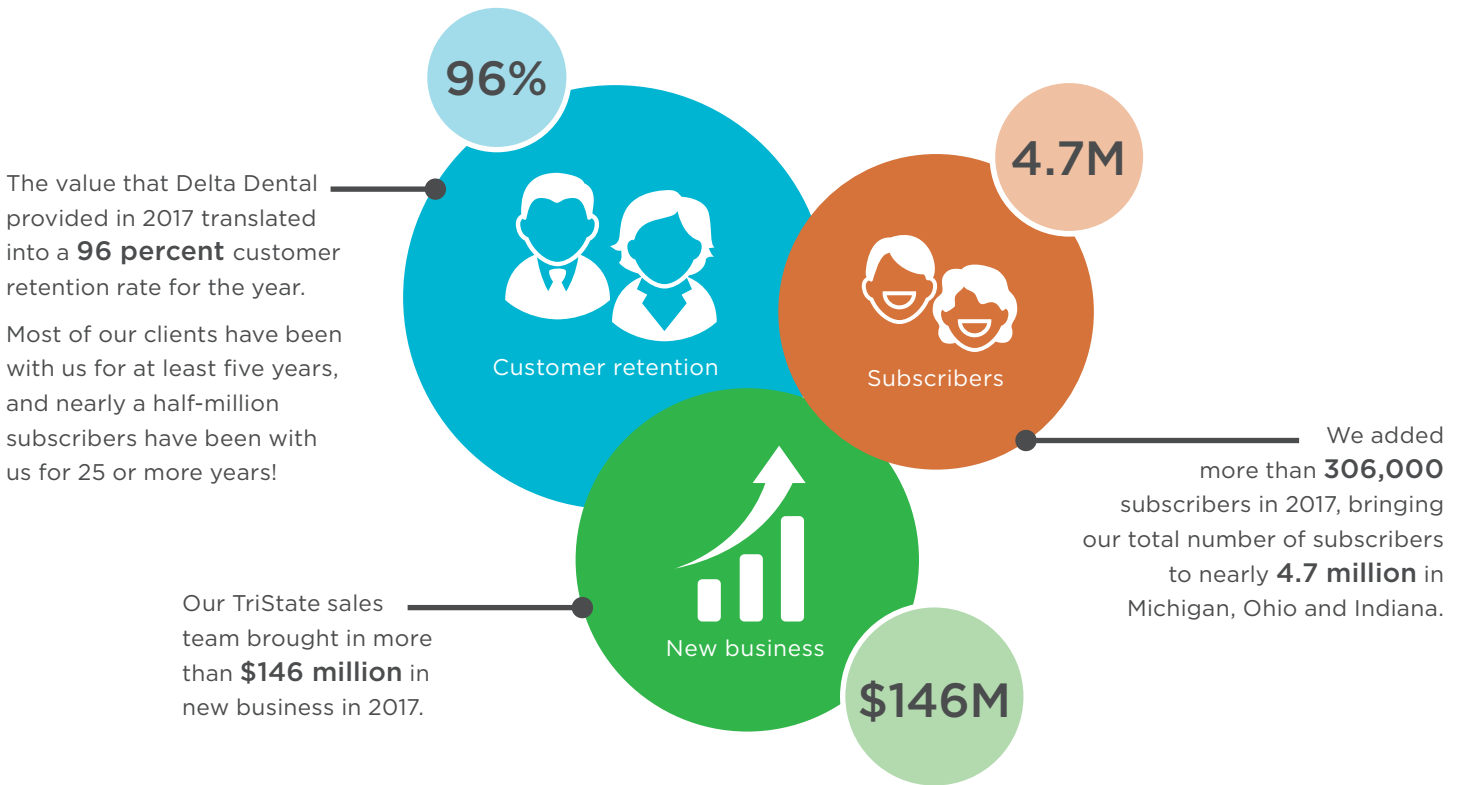 96%
4.7M
The value that Delta Dental
provided in 2017 translated
into a 96 percent customer
retention rate for the year.
Most of our clients have been
with us for at least five years,
and nearly a half-million
subscribers have been with
us for 25 or more years!
Customer retention
Subscribers
We added
more than 306,000
subscribers in 2017, bringing
our total number of subscribers
to nearly 4.7 million in
Michigan, Ohio and Indiana.
Our TriState sales
team brought in more
than $146 million in
new business in 2017.
New business
$146M